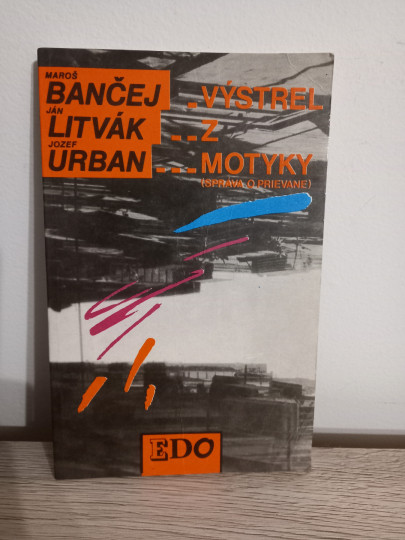 MAROŠ
BANČEJ
JÁN
LITVÁK
JOZEF
URBAN
. VÝSTREL
.. Z
... MOTYKY
(SPRÁVA O PRIEVANE)
EDO